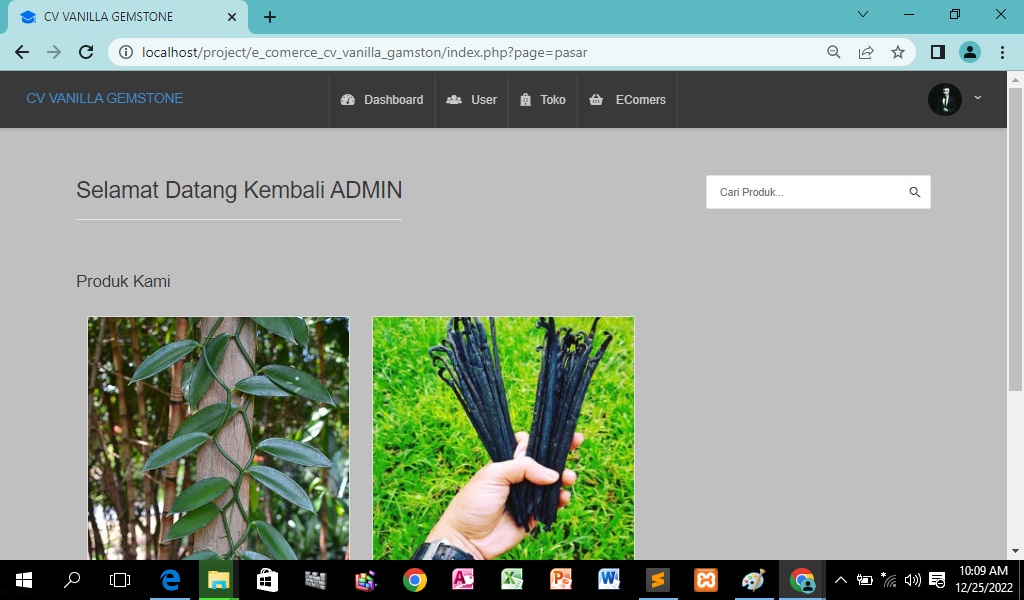 CV VANILLA GEMSTONE
localhost/project/e_comerce_cv_vanilla_gamston/index.php?page=pasar
CV VANILLA GEMSTONE
Dashboard
User
Toko
EComers
Selamat Datang Kembali ADMIN
Cari Produk...
Produk Kami
10:09 AM
12/25/2022